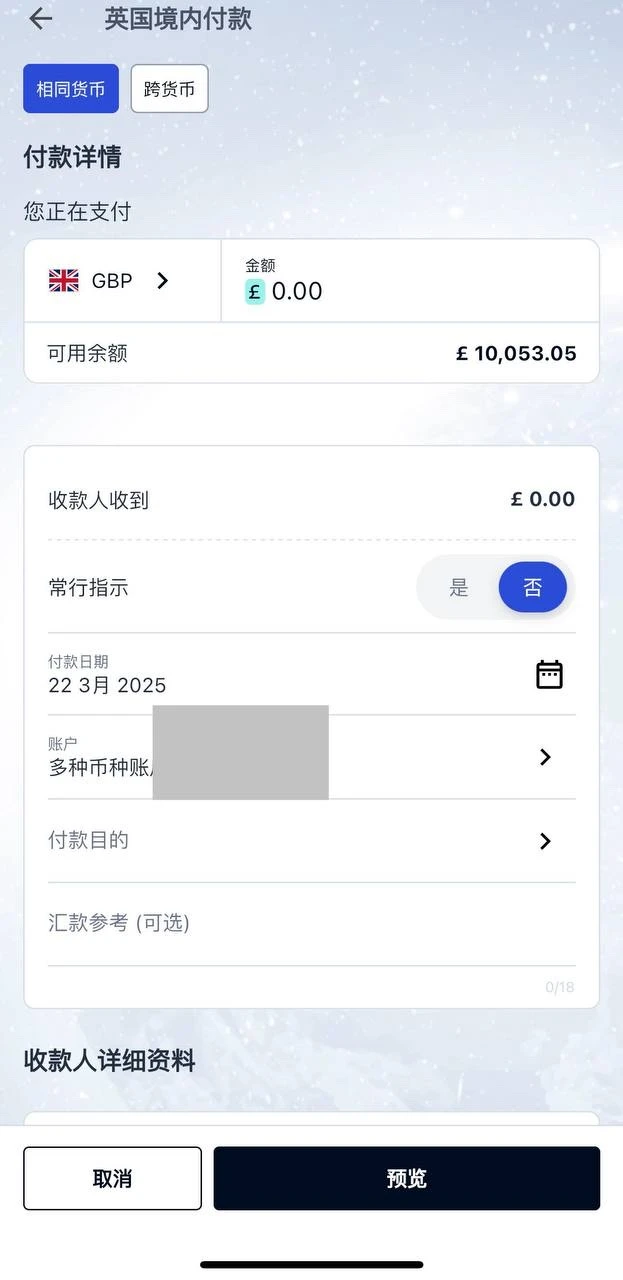 英国境内付款
相同货币 跨货币
付款详情
您正在支付
GBP
金额
£ 0.00
可用余额 £ 10,053.05
收款人收到 £ 0.00
常行指示 是 否
付款日期
22 3月 2025
账户
多种币种账
付款目的
汇款参考 (可选)
0/18
收款人详细资料
取消 预览